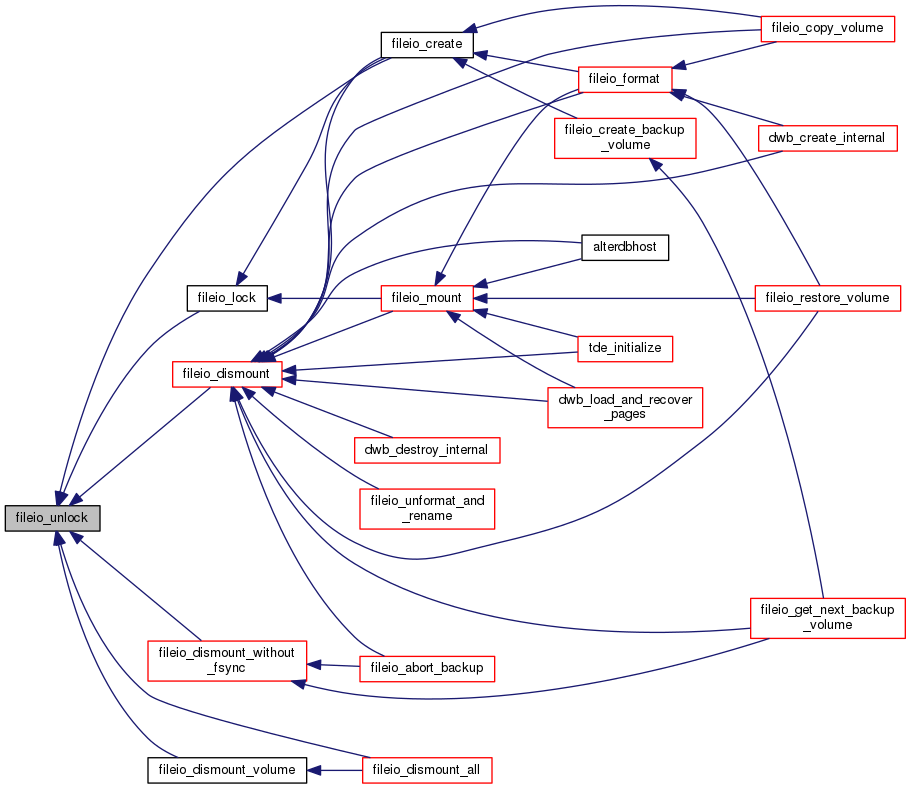 fileio_copy_volume
fileio_create
fileio_format
fileio_create_backup
_volume
dwb_create_internal
alterdbhost
fileio_lock
fileio_mount
fileio_restore_volume
tde_initialize
fileio_dismount
dwb_load_and_recover
_pages
dwb_destroy_internal
fileio_unformat_and
_rename
fileio_unlock
fileio_get_next_backup
_volume
fileio_dismount_without
_fsync
fileio_abort_backup
fileio_dismount_volume
fileio_dismount_all